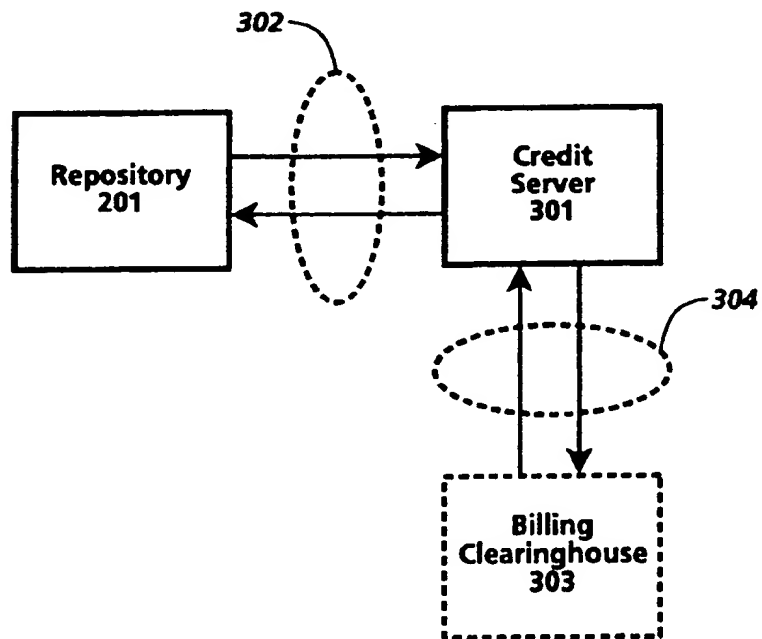 302
Repository
201
Credit
Server
301
304
Billing
Clearinghouse
303